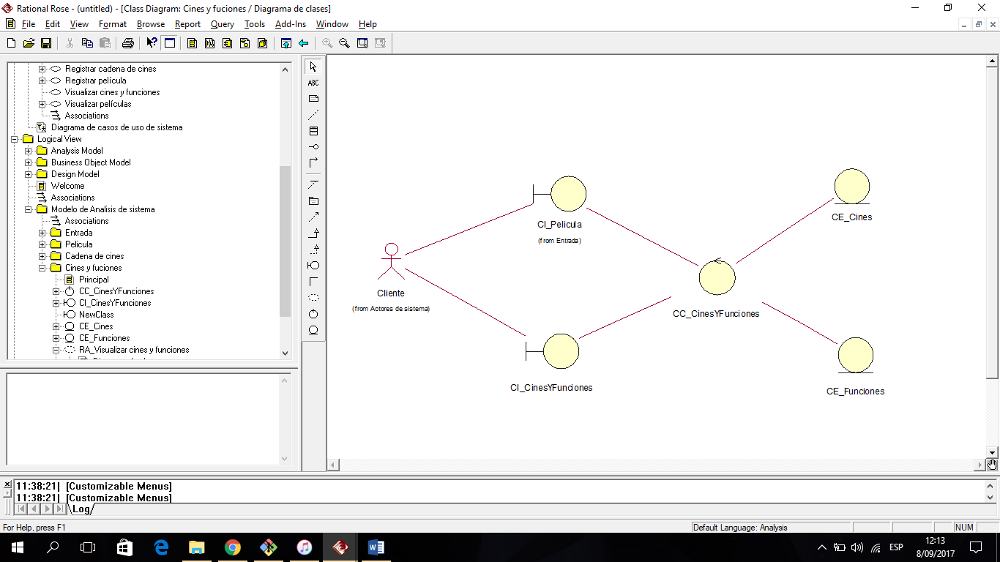 Rational Rose - (untitled) - [Class Diagram: Cines y fuciones / Diagrama de clases]
File Edit View Format Browse Report Query Tools Add-Ins Window Help
Registrar cadena de cines
Registrar película
Visualizar cines y funciones
Visualizar películas
Associations
Diagrama de casos de uso de sistema
Logical View
Analysis Model
Business Object Model
Design Model
Welcome
Associations
Modelo de Analisis de sistema
Associations
Entrada
Pelicula
Cadena de cines
Cines y fuciones
Principal
CC_CinesYFunciones
CI_CinesYFunciones
NewClass
CE_Cines
CE_Funciones
RA_Visualizar cines y funciones
ABC
CI_Pelicula
(from Entrada)
CE_Cines
Cliente
(from Actores de sistema)
CC_CinesYFunciones
CI_CinesYFunciones
CE_Funciones
11:38:21| [Customizable Menus]
11:38:21| [Customizable Menus]
Log
For Help, press F1
Default Language: Analysis
NUM
ESP
12:13
8/09/2017